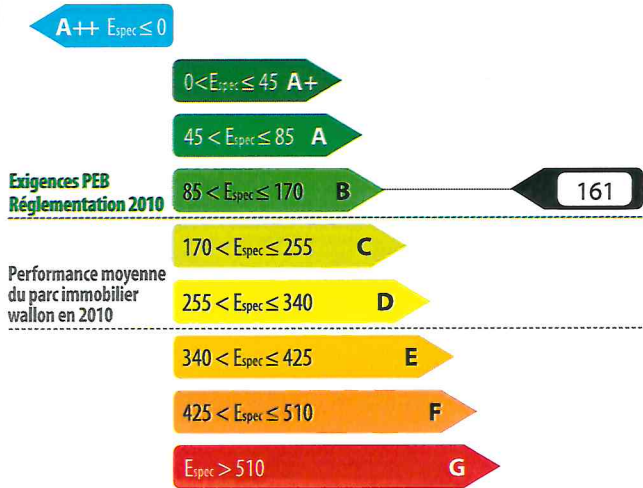 A++ Espec ≤ 0
0 < Espec ≤ 45 A+
45 < Espec ≤ 85 A
Exigences PEB
Réglementation 2010
85 < Espec ≤ 170 B
161
170 < Espec ≤ 255 C
Performance moyenne
du parc immobilier
wallon en 2010
255 < Espec ≤ 340 D
340 < Espec ≤ 425 E
425 < Espec ≤ 510 F
Espec > 510 G